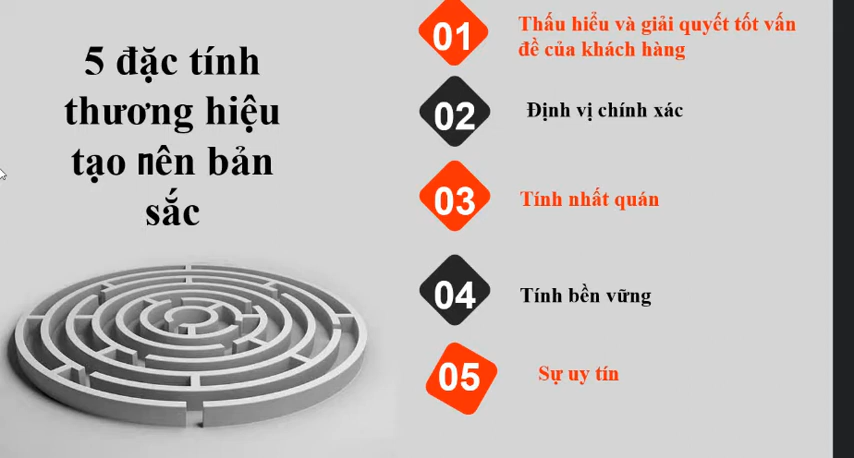 5 đặc tính
thương hiệu
tạo nên bản
sắc
01
Thấu hiểu và giải quyết tốt vấn
đề của khách hàng
02
Định vị chính xác
03
Tính nhất quán
04
Tính bền vững
05
Sự uy tín